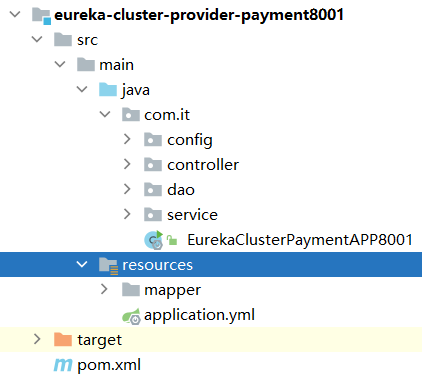 eureka-cluster-provider-payment8001
src
main
java
com.it
config
controller
dao
service
EurekaClusterPaymentAPP8001
resources
mapper
application.yml
target
pom.xml